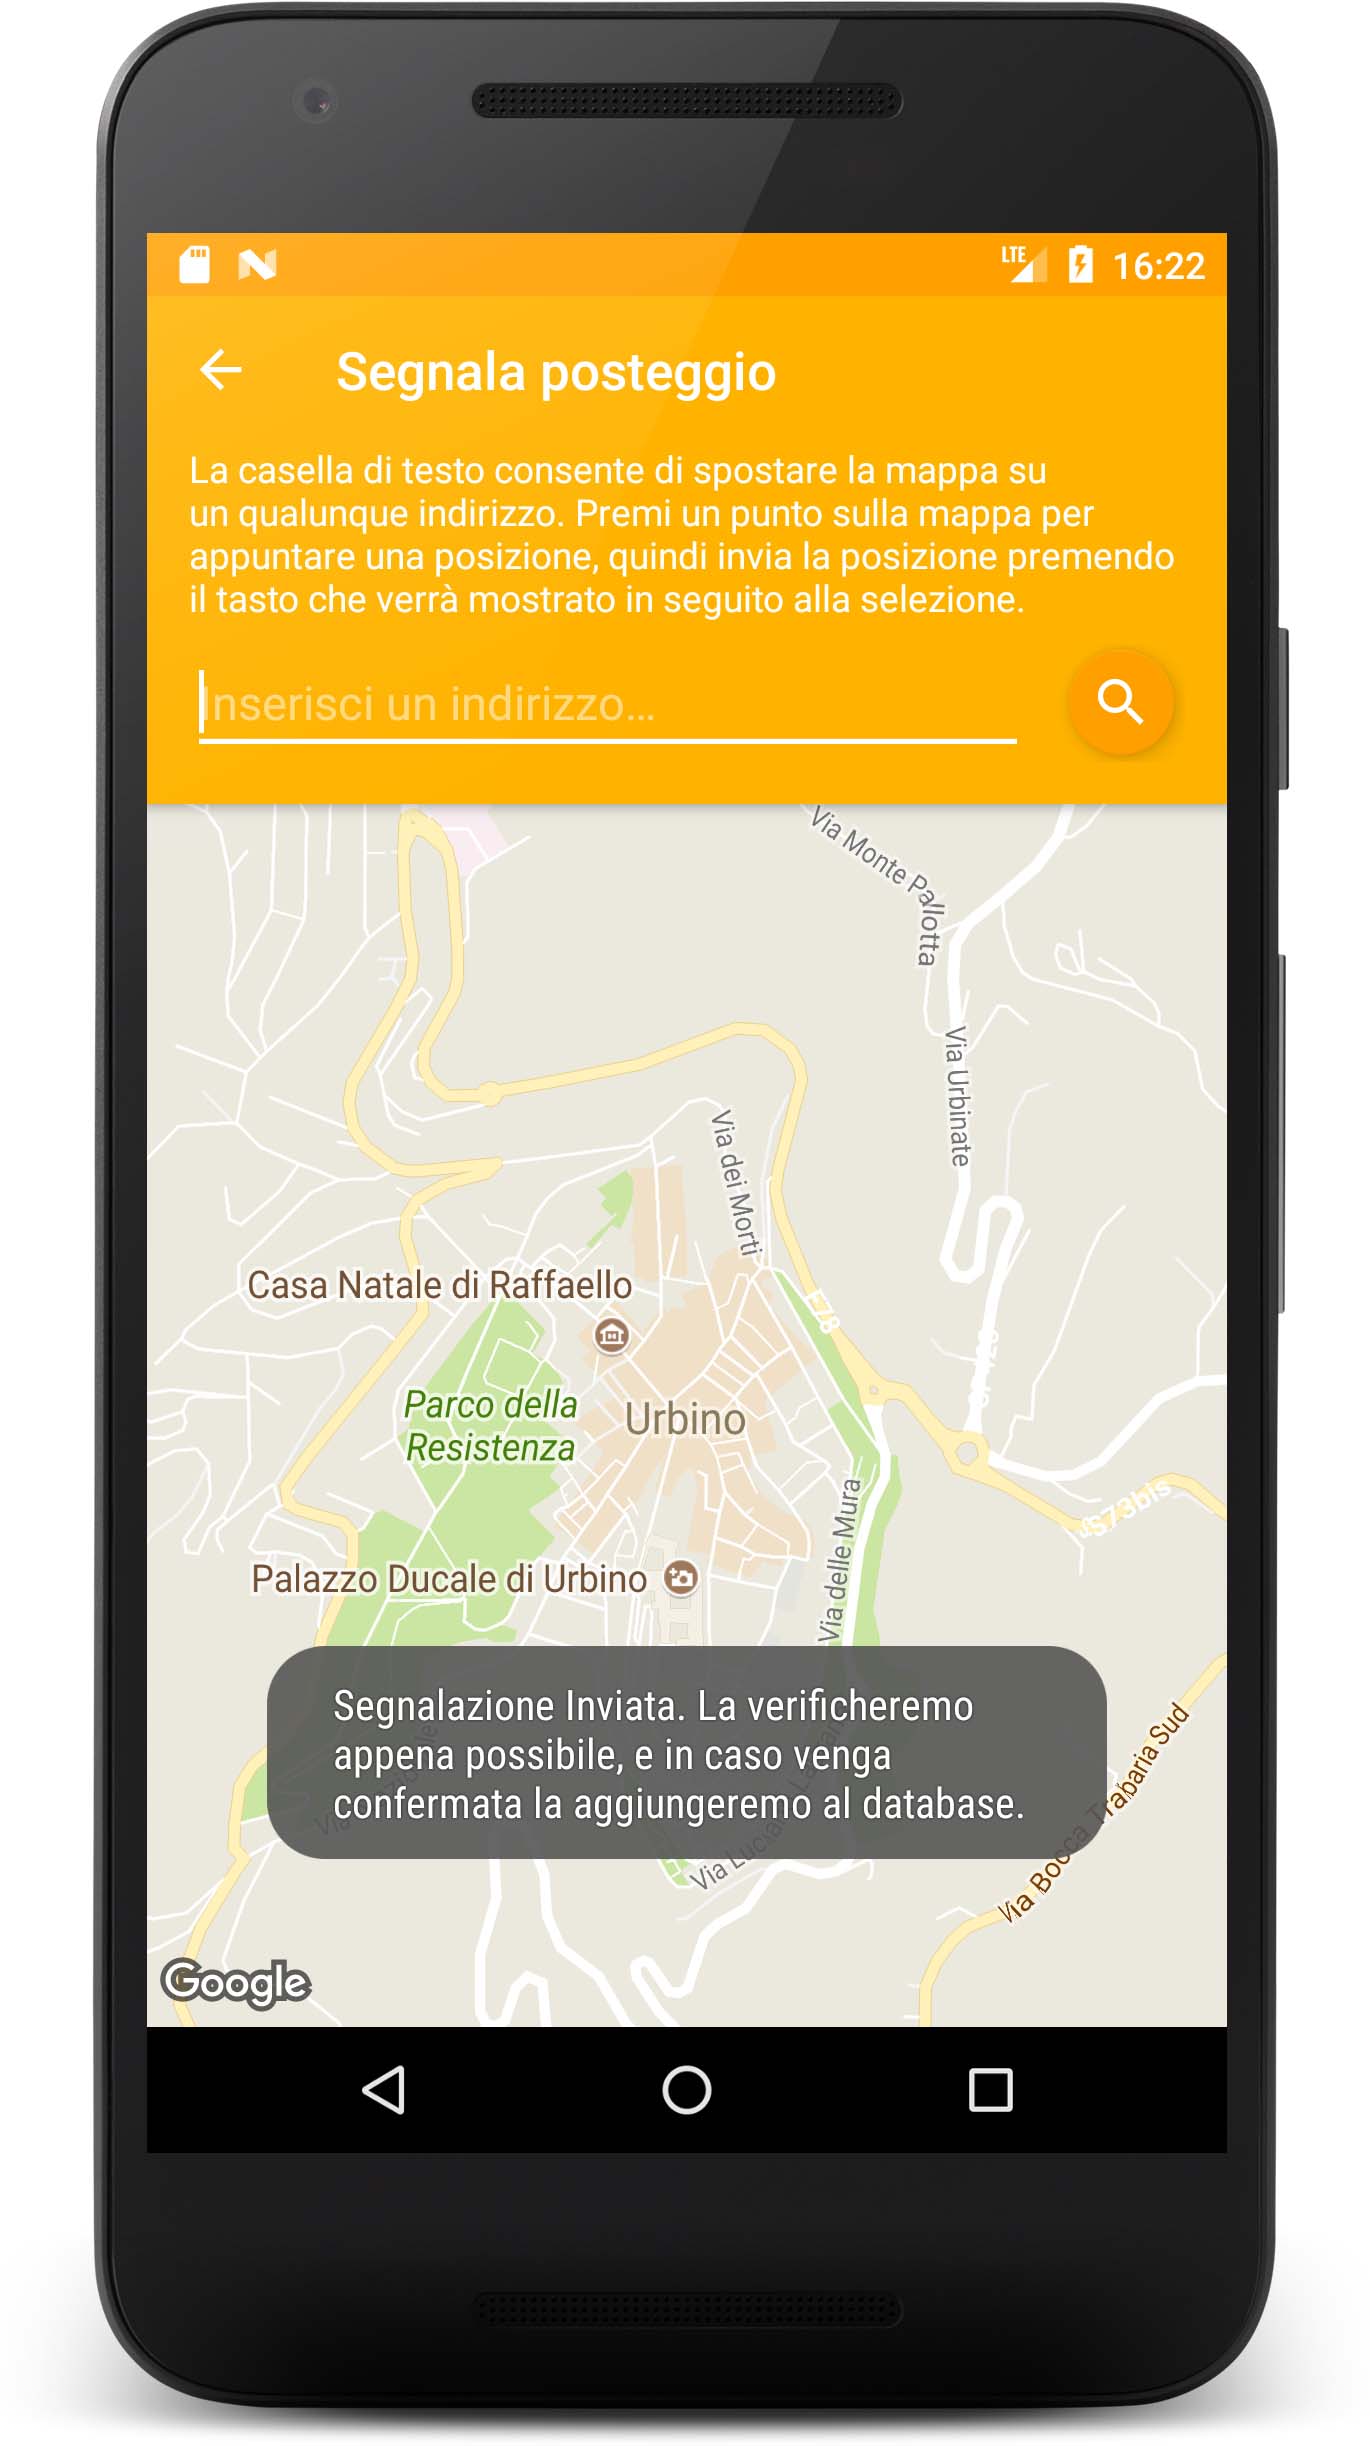 LTE 16:22
Segnala posteggio
La casella di testo consente di spostare la mappa su
un qualunque indirizzo. Premi un punto sulla mappa per
appuntare una posizione, quindi invia la posizione premendo
il tasto che verrà mostrato in seguito alla selezione.
Inserisci un indirizzo...
Via Monte Pallotta
Via Urbinate
Via dei Morti
Casa Natale di Raffaello
E78
Parco della
Resistenza
Urbino
Via delle Mura
Palazzo Ducale di Urbino
Segnalazione Inviata. La verificheremo
appena possibile, e in caso venga
confermata la aggiungeremo al database.
Via Bocca Trabaria Sud
Google